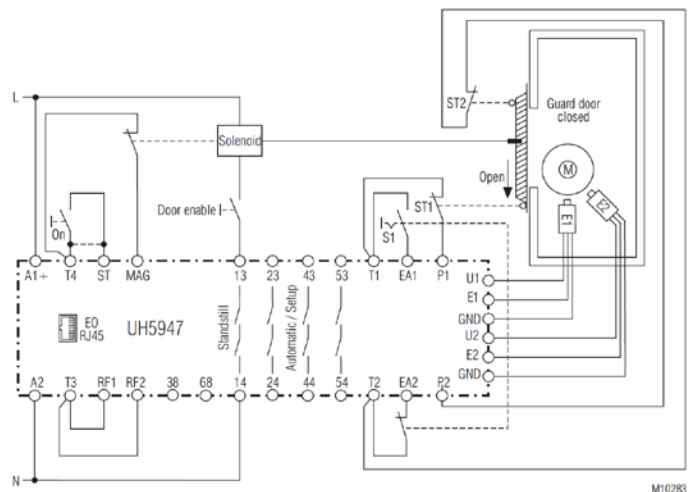 ST2
Guard door
closed
L
Solenoid
M
Open
Door enable
On
ST1
S1
E1
E2
A1+ T4 ST MAG 13 23 43 53 T1 EA1 P1
U1
E1
GND
U2
E2
GND
EO
RJ45
UH5947
Standstill
Automatic / Setup
A2 T3 RF1 RF2 38 68 14 24 44 54 T2 EA2 P2
N
M10283